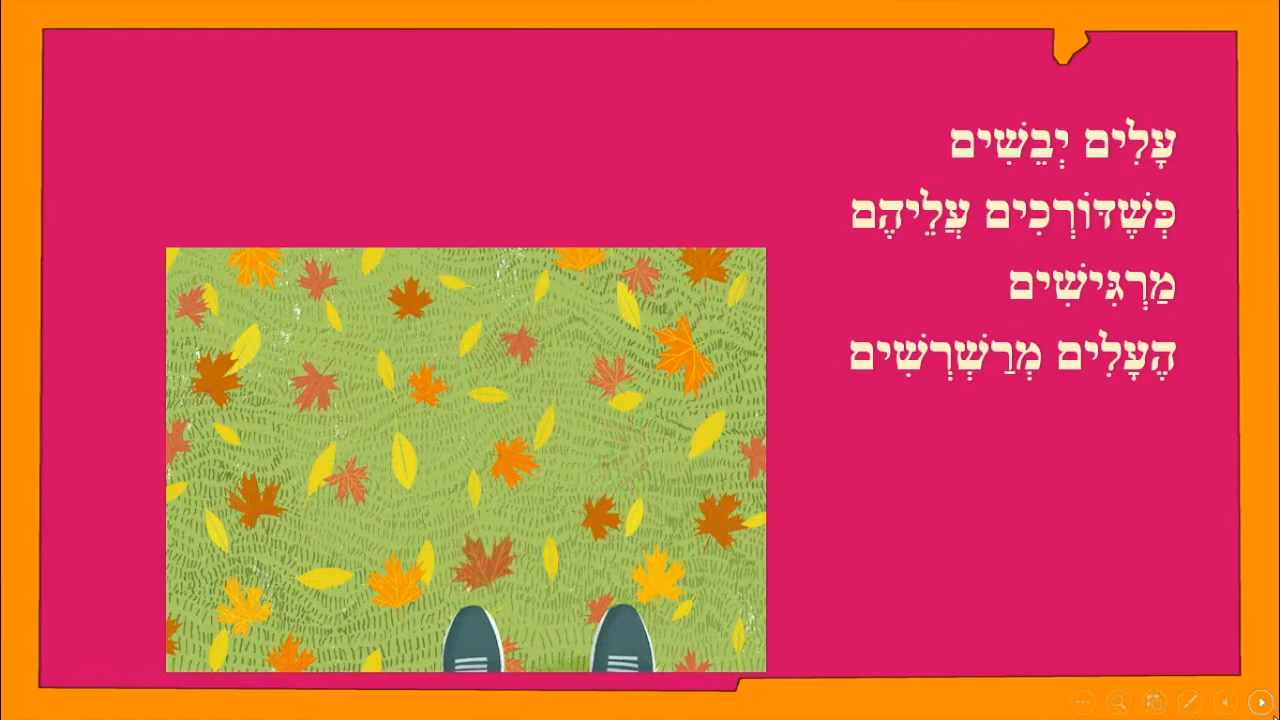 עָלִים יְבֵשִׁים
כְּשֶׁדּוֹרְכִים עֲלֵיהֶם
מַרְגִּישִׁים
הֶעָלִים מְרַשְׁרְשִׁים